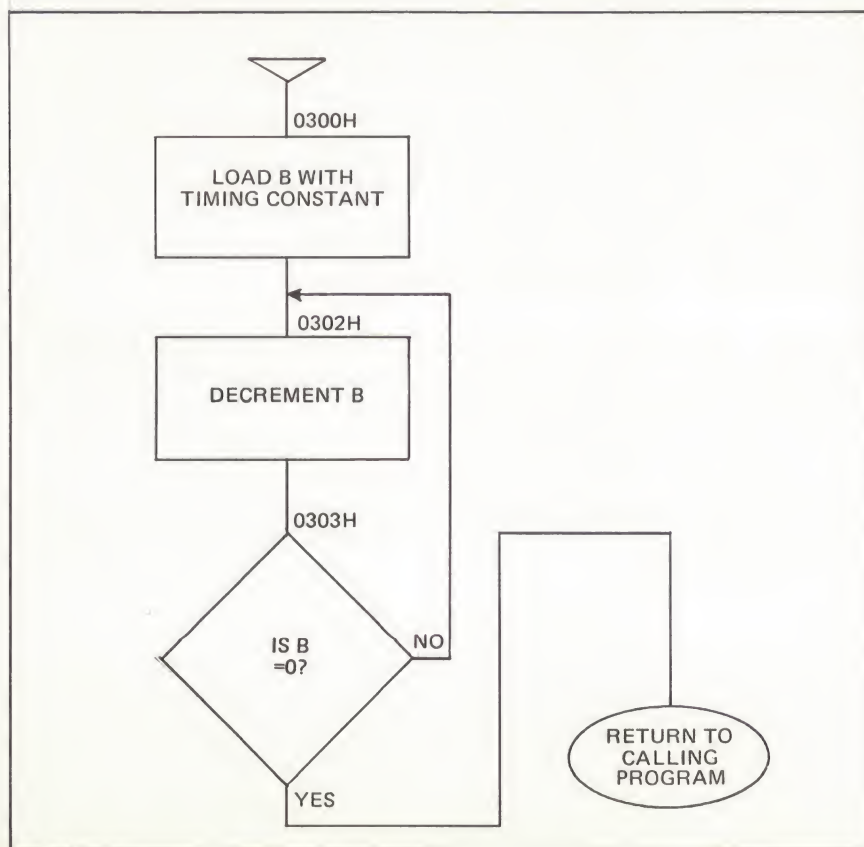 0300H
LOAD B WITH
TIMING CONSTANT
0302H
DECREMENT B
0303H
IS B
=0?
NO
YES
RETURN TO
CALLING
PROGRAM